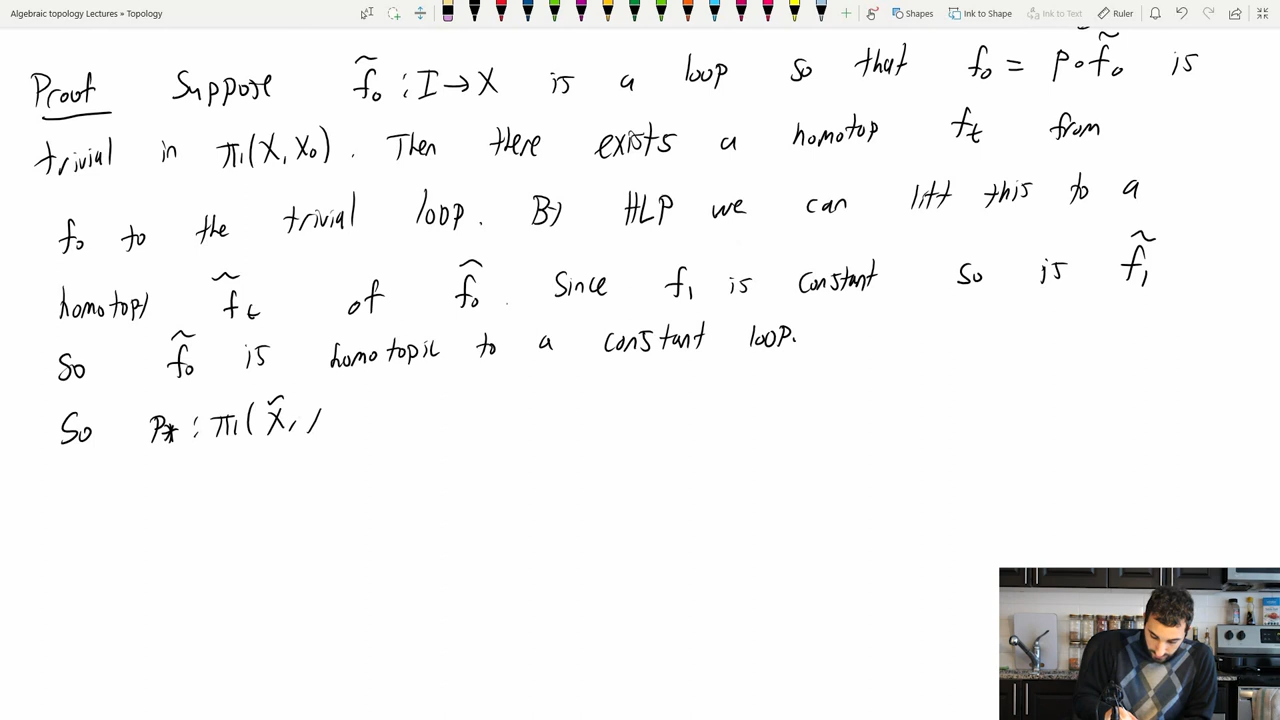 Algebraic topology Lectures - Topology
Shapes Ink to Shape Ink to Text Ruler
Proof Suppose f̃₀ : I → X is a loop so that f₀ = p∘f̃₀ is
trivial in π₁(X, x₀). Then there exists a homotop fₜ from
f₀ to the trivial loop. By HLP we can lift this to a
homotopy f̃ₜ of f̃₀. Since f₁ is constant so is f̃₁
So f̃₀ is homotopic to a constant loop.
So p* : π₁(X̃, )